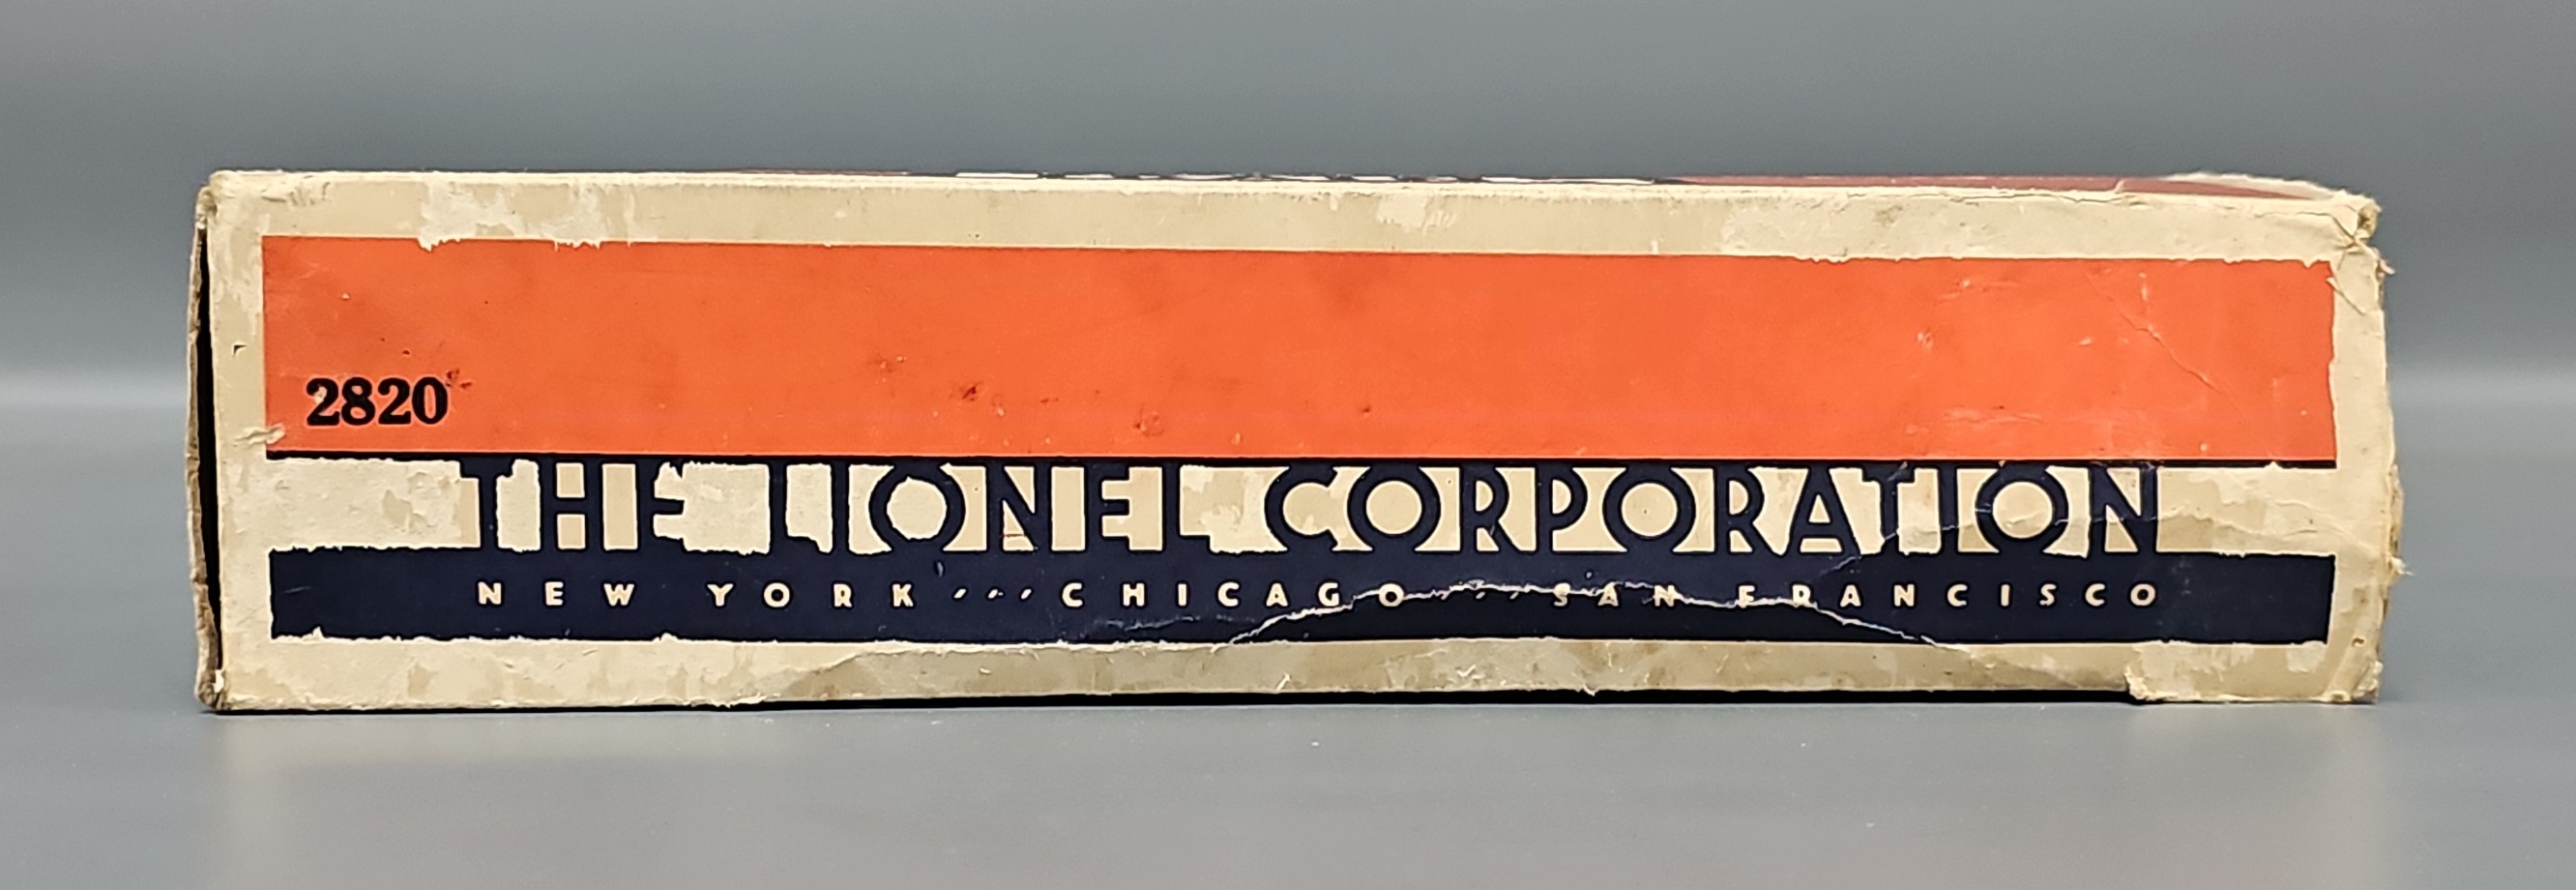 2820
THE LIONEL CORPORATION
NEW YORK ··· CHICAGO ··· SAN FRANCISCO